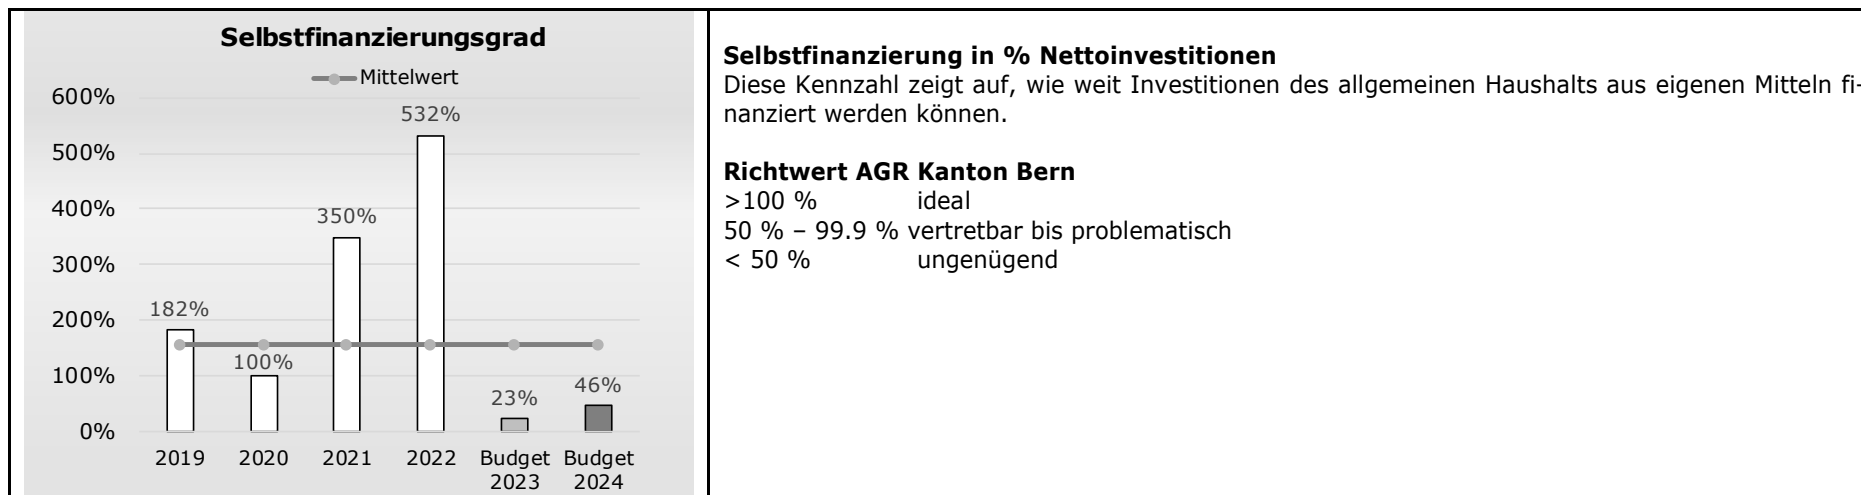 Selbstfinanzierungsgrad
Mittelwert
600%
500%
400%
300%
200%
100%
0%
182%
100%
350%
532%
23%
46%
2019 2020 2021 2022 Budget 2023 Budget 2024
Selbstfinanzierung in % Nettoinvestitionen
Diese Kennzahl zeigt auf, wie weit Investitionen des allgemeinen Haushalts aus eigenen Mitteln fi-
nanziert werden können.
Richtwert AGR Kanton Bern
>100 % ideal
50 % – 99.9 % vertretbar bis problematisch
< 50 % ungenügend